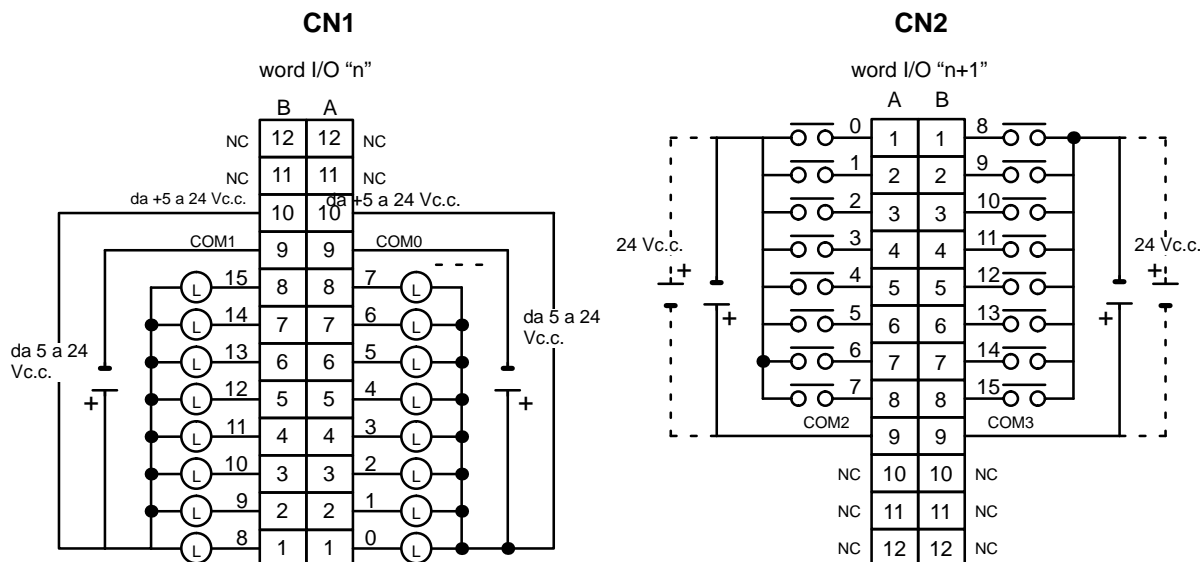 CN1
word I/O “n”
B A
NC 12 12 NC
NC 11 11 NC
da +5 a 24 Vc.c. 10 10 da +5 a 24 Vc.c.
COM1 9 9 COM0
L 15 8 8 7 L
L 14 7 7 6 L
L 13 6 6 5 L
L 12 5 5 4 L
L 11 4 4 3 L
L 10 3 3 2 L
L 9 2 2 1 L
L 8 1 1 0 L
da 5 a 24
Vc.c.
+
da 5 a 24
Vc.c.
+
CN2
word I/O “n+1”
A B
0 1 1 8
1 2 2 9
2 3 3 10
3 4 4 11
4 5 5 12
5 6 6 13
6 7 7 14
7 8 8 15
COM2 9 9 COM3
NC 10 10 NC
NC 11 11 NC
NC 12 12 NC
24 Vc.c.
+
+
24 Vc.c.
+
+